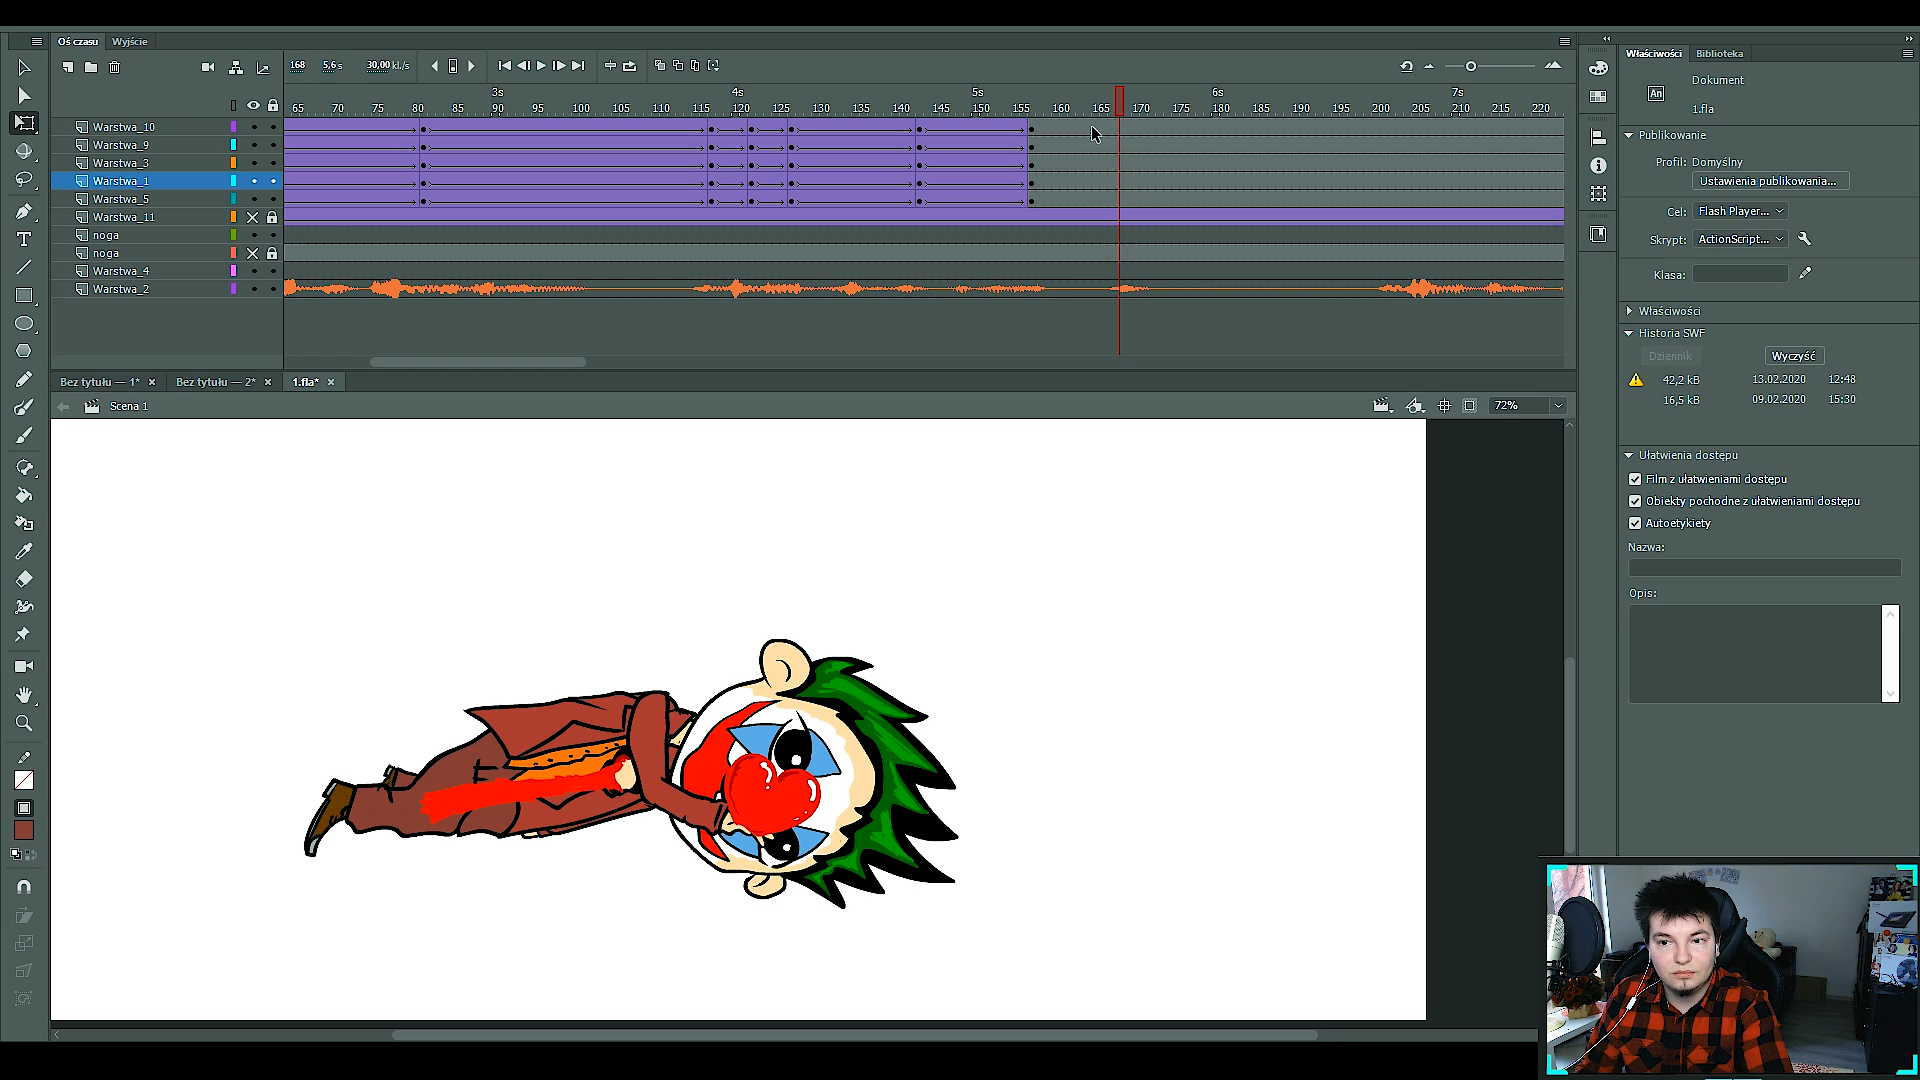 Oś czasu Wyjście
168 5,6 s 30,00 kl./s
3s 4s 5s 6s 7s
65 70 75 80 85 90 95 100 105 110 115 120 125 130 135 140 145 150 155 160 165 170 175 180 185 190 195 200 205 210 215 220
Warstwa_10
Warstwa_9
Warstwa_3
Warstwa_1
Warstwa_5
Warstwa_11
noga
noga
Warstwa_4
Warstwa_2
Bez tytułu — 1* × Bez tytułu — 2* × 1.fla* ×
Scena 1
72%
Właściwości Biblioteka
Dokument
An
1.fla
Publikowanie
Profil: Domyślny
Ustawienia publikowania...
Cel: Flash Player...
Skrypt: ActionScript...
Klasa:
Właściwości
Historia SWF
Dziennik Wyczyść
42,2 kB 13.02.2020 12:48
16,5 kB 09.02.2020 15:30
Ułatwienia dostępu
Film z ułatwieniami dostępu
Obiekty pochodne z ułatwieniami dostępu
Autoetykiety
Nazwa:
Opis: